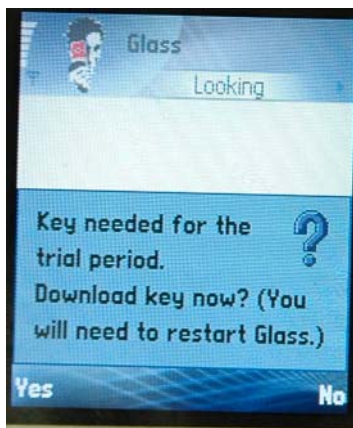 Glass
Looking
Key needed for the
trial period.
Download key now? (You
will need to restart Glass.)
Yes No